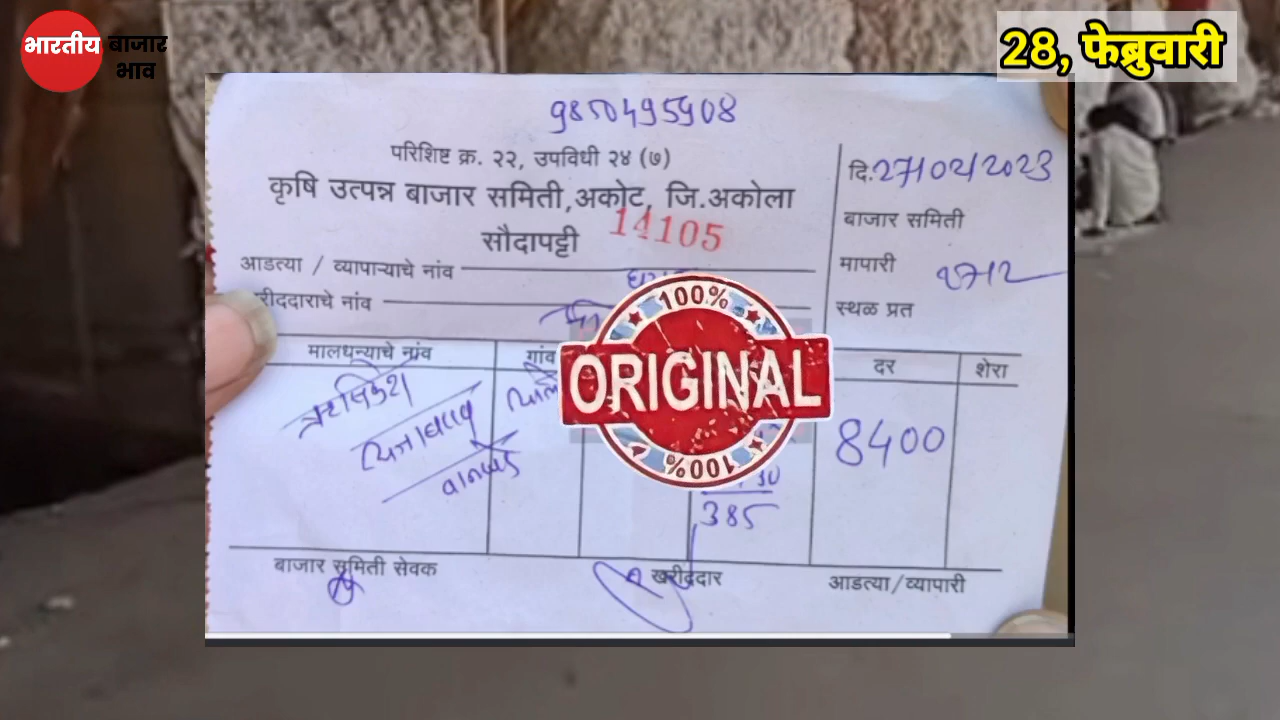 भारतीय बाजार
भाव
28, फेब्रुवारी
9850495908
परिशिष्ट क्र. २२, उपविधी २४ (७)
कृषि उत्पन्न बाजार समिती,अकोट, जि.अकोला
सौदापट्टी 14105
दि.27/02/2023
बाजार समिती
मापारी
स्थळ प्रत
आडत्या / व्यापाऱ्याचे नांव
रीददाराचे नांव
मालधन्याचे नांव गांव दर शेरा
100%
ORIGINAL
100%
8400
385
बाजार समिती सेवक खरीददार आडत्या/व्यापारी